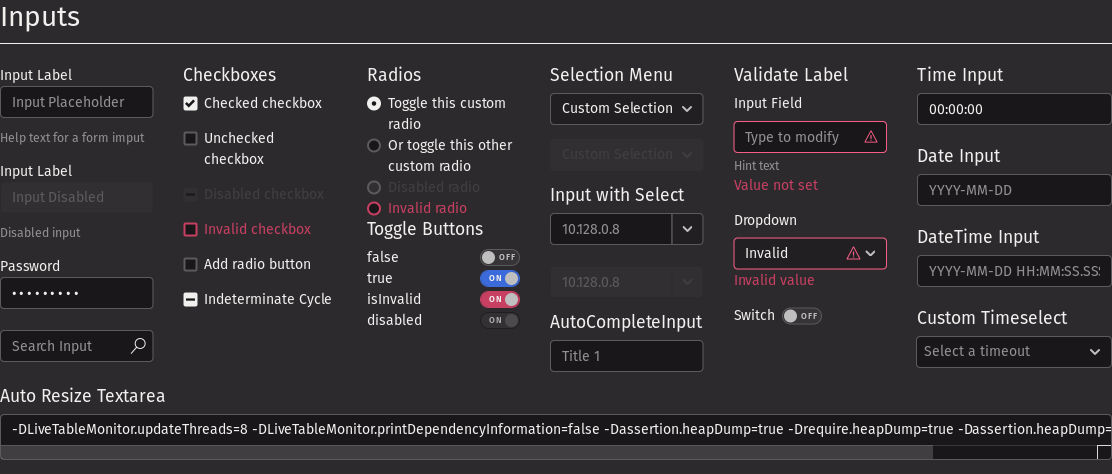 Inputs
Input Label
Input Placeholder
Help text for a form imput
Input Label
Input Disabled
Disabled input
Password
•••••••••
Search Input
Checkboxes
Checked checkbox
Unchecked
checkbox
Disabled checkbox
Invalid checkbox
Add radio button
Indeterminate Cycle
Radios
Toggle this custom
radio
Or toggle this other
custom radio
Disabled radio
Invalid radio
Toggle Buttons
false OFF
true ON
isInvalid ON
disabled ON
Selection Menu
Custom Selection
Custom Selection
Input with Select
10.128.0.8
10.128.0.8
AutoCompleteInput
Title 1
Validate Label
Input Field
Type to modify
Hint text
Value not set
Dropdown
Invalid
Invalid value
Switch OFF
Time Input
00:00:00
Date Input
YYYY-MM-DD
DateTime Input
YYYY-MM-DD HH:MM:SS.SS
Custom Timeselect
Select a timeout
Auto Resize Textarea
-DLiveTableMonitor.updateThreads=8 -DLiveTableMonitor.printDependencyInformation=false -Dassertion.heapDump=true -Drequire.heapDump=true -Dassertion.heapDump=